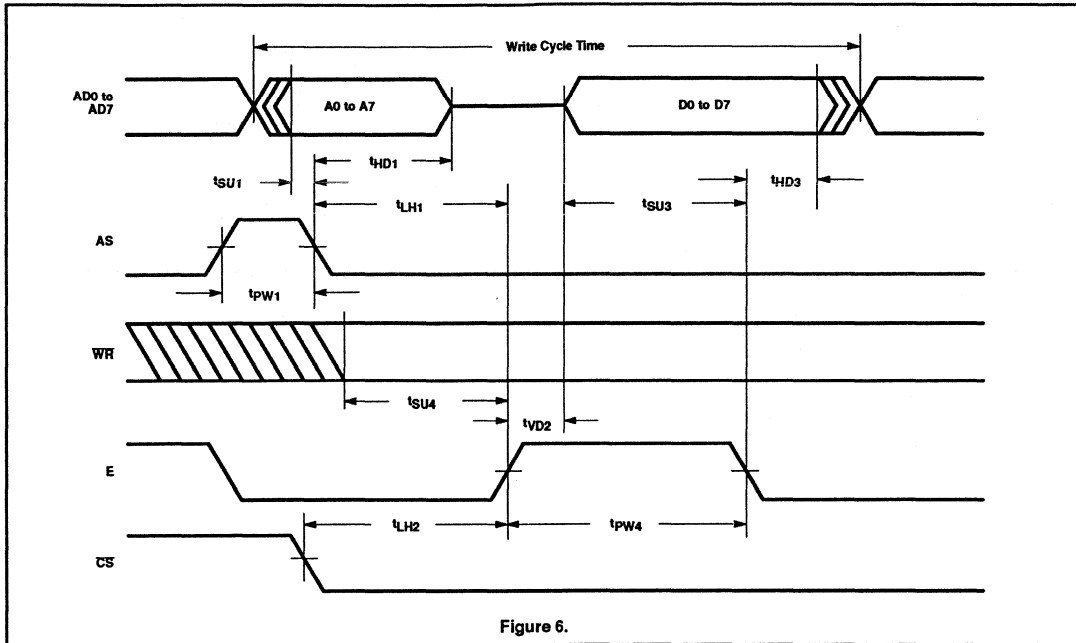 Write Cycle Time
AD0 to
AD7
A0 to A7
D0 to D7
tHD1
tSU1
tHD3
tLH1
tSU3
AS
tPW1
WR
tSU4
tVD2
E
tLH2
tPW4
CS
Figure 6.